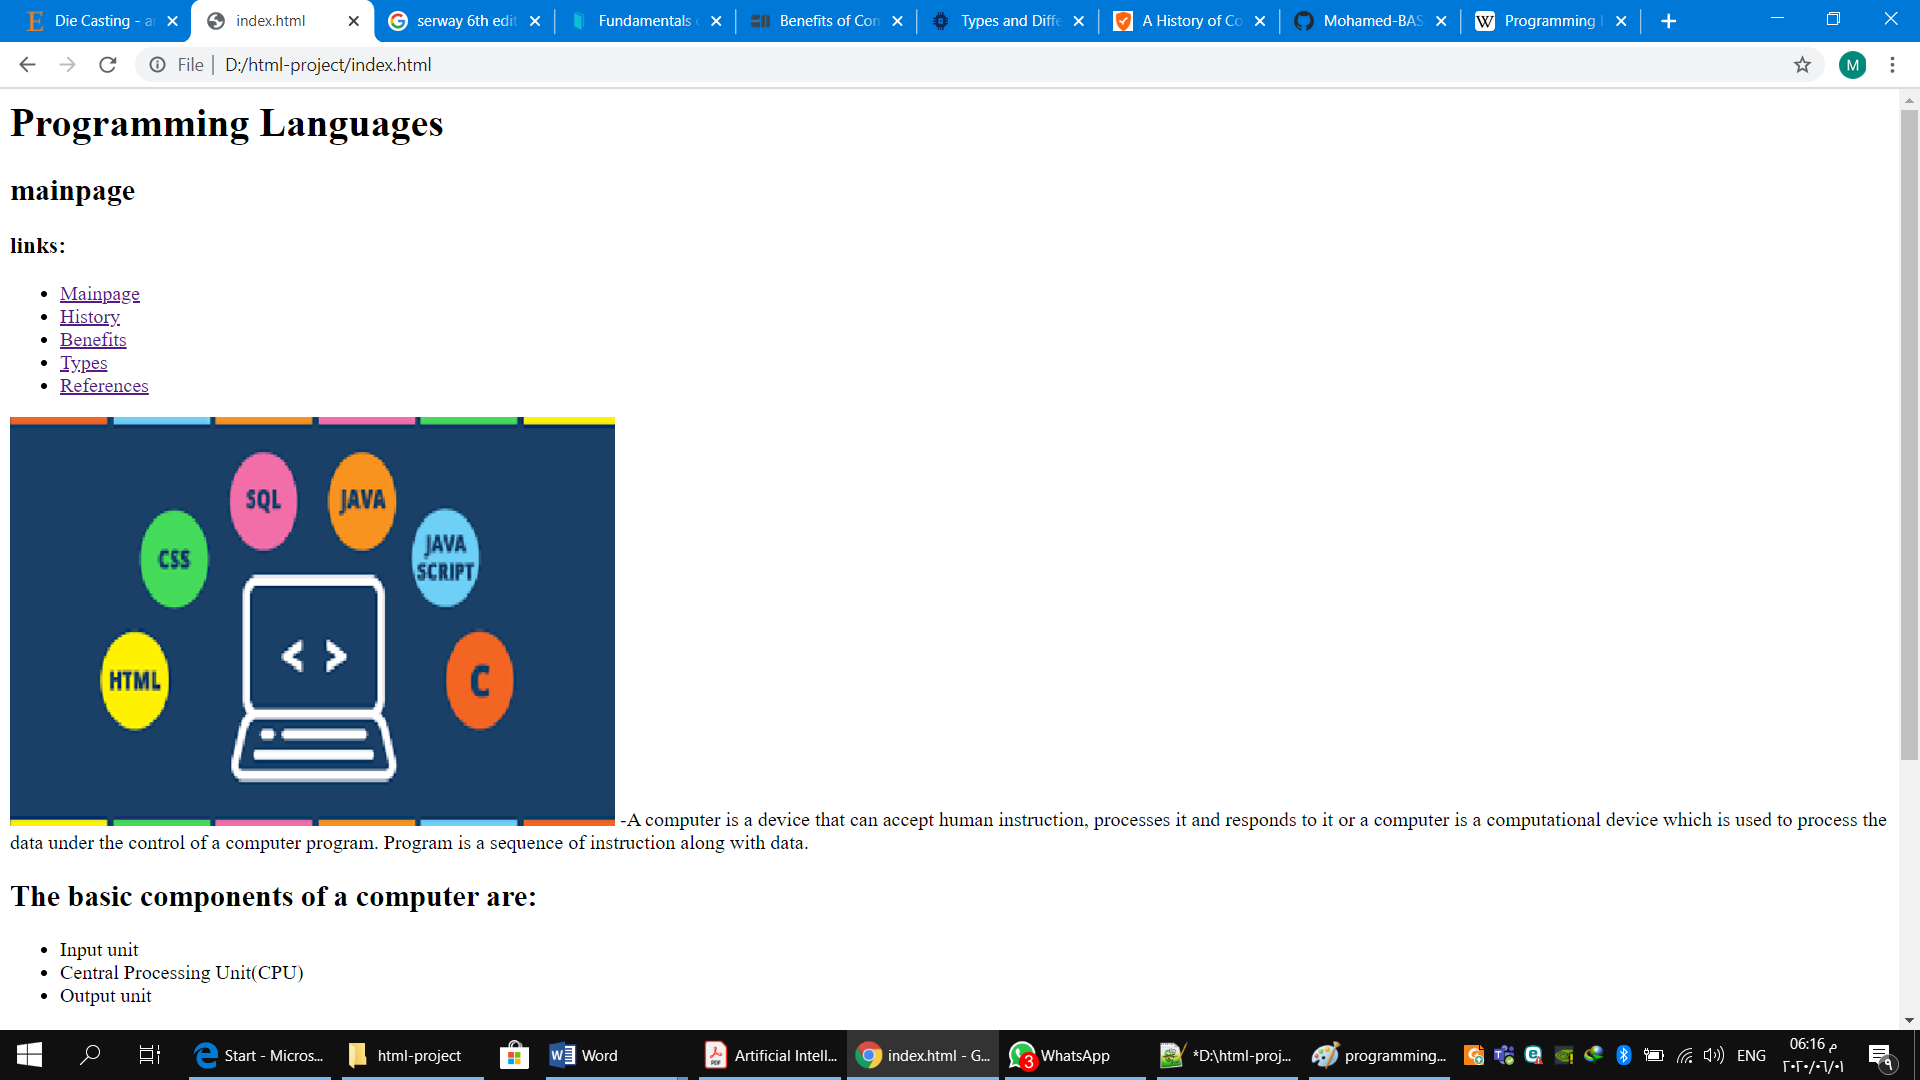 Die Casting - a
index.html
serway 6th edit
Fundamentals
Benefits of Com
Types and Diffe
A History of Co
Mohamed-BAS
Programming
File
D:/html-project/index.html
M
Programming Languages
mainpage
links:
Mainpage
History
Benefits
Types
References
SQL
JAVA
CSS
JAVA
SCRIPT
< >
HTML
C
-A computer is a device that can accept human instruction, processes it and responds to it or a computer is a computational device which is used to process the
data under the control of a computer program. Program is a sequence of instruction along with data.
The basic components of a computer are:
Input unit
Central Processing Unit(CPU)
Output unit
Start - Micros...
html-project
Word
Artificial Intell...
index.html - G...
3
WhatsApp
*D:\html-proj...
programming...
ENG
06:16 م
٢٠٢٠/٠٦/٠١
٩